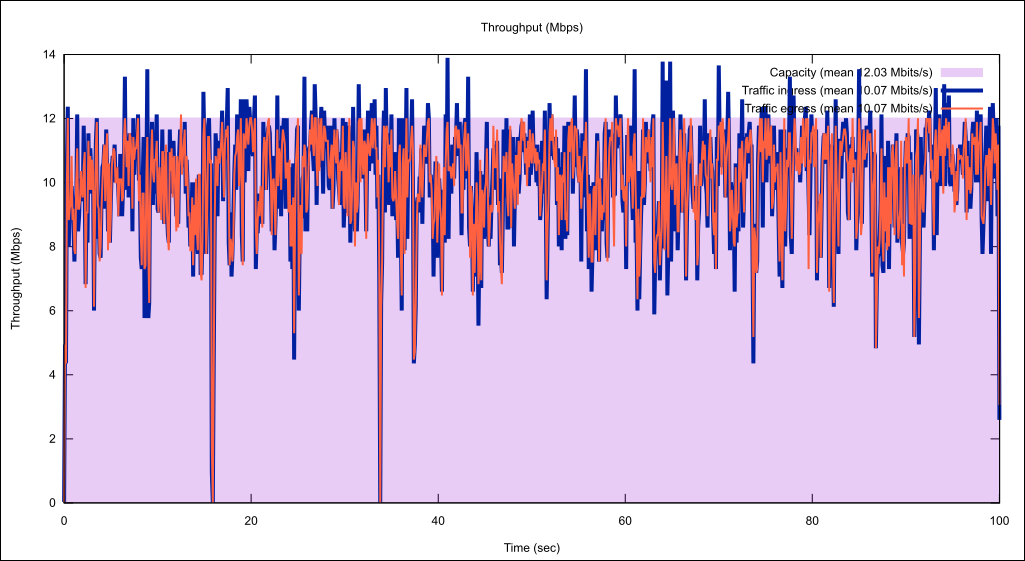 Throughput (Mbps)
14
12
10
8
6
4
2
0
Throughput (Mbps)
Capacity (mean 12.03 Mbits/s)
Traffic ingress (mean 10.07 Mbits/s)
Traffic egress (mean 10.07 Mbits/s)
0 20 40 60 80 100
Time (sec)